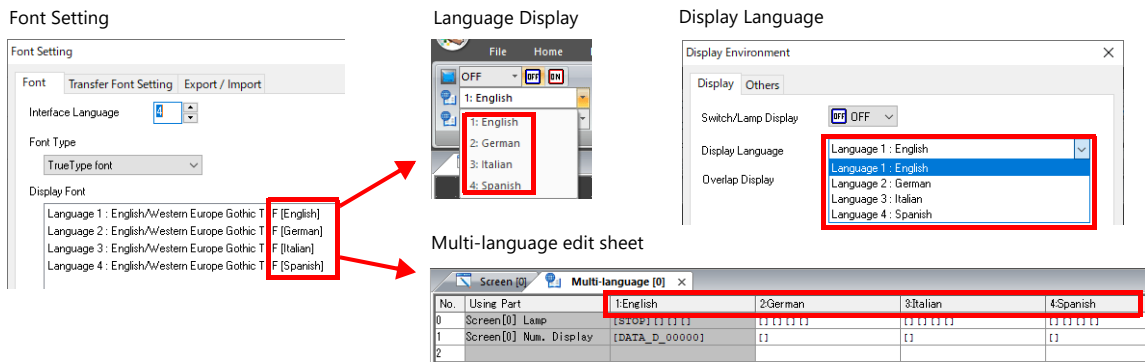 Font Setting
Font Setting
Font Transfer Font Setting Export / Import
Interface Language 4
Font Type
TrueType font
Display Font
Language 1 : English/Western Europe Gothic T F [English]
Language 2 : English/Western Europe Gothic T F [German]
Language 3 : English/Western Europe Gothic T F [Italian]
Language 4 : English/Western Europe Gothic T F [Spanish]
Language Display
File Home
OFF OFF ON
1: English
1: English
2: German
3: Italian
4: Spanish
Display Language
Display Environment
Display Others
Switch/Lamp Display OFF OFF
Display Language Language 1 : English
Language 1 : English
Language 2 : German
Language 3 : Italian
Language 4 : Spanish
Overlap Display
Multi-language edit sheet
Screen [0] Multi-language [0]
No. Using Part 1:English 2:German 3:Italian 4:Spanish
0 Screen[0] Lamp [STOP][][][] [][][][] [][][][] [][][][]
1 Screen[0] Num. Display [DATA_D_00000] [] [] []
2